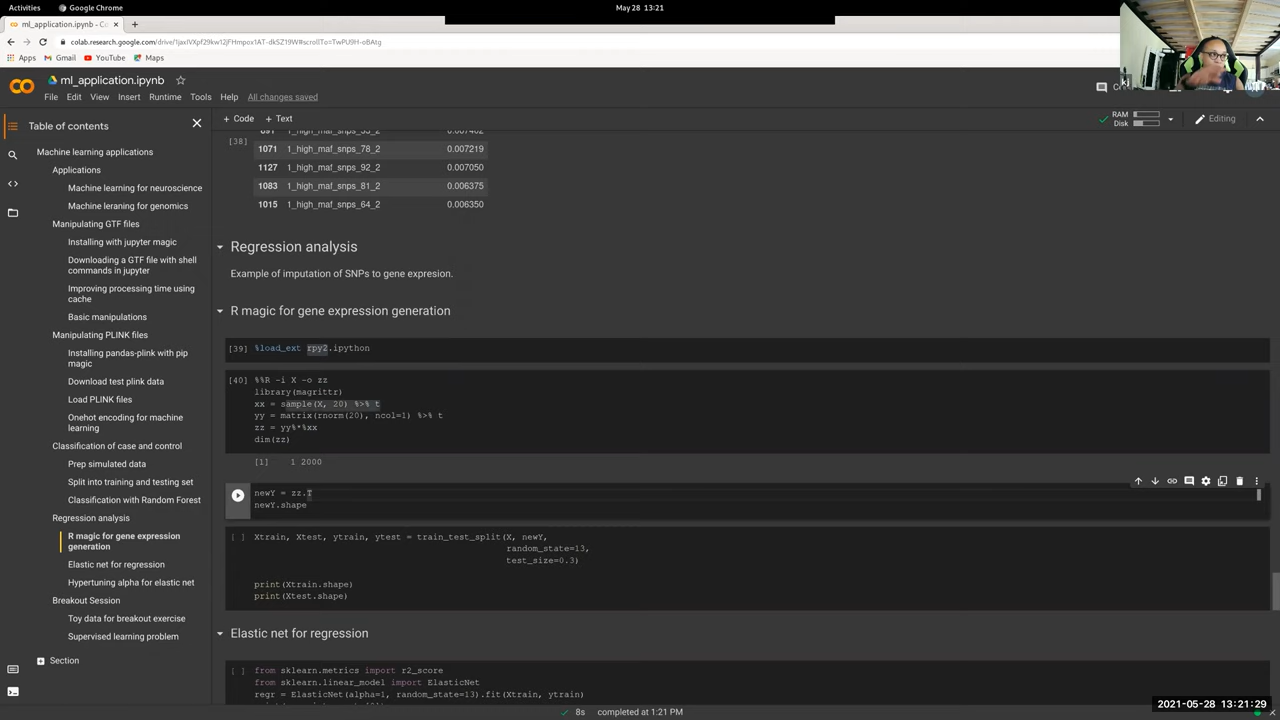 Activities
Google Chrome
May 28 13:21
ml_application.ipynb - Co
colab.research.google.com/drive/
Apps
Gmail
YouTube
Maps
ml_application.ipynb
File Edit View Insert Runtime Tools Help All changes saved
+ Code + Text
RAM
Disk
Editing
Table of contents
Machine learning applications
Applications
Machine learning for neuroscience
Machine leraning for genomics
Manipulating GTF files
Installing with jupyter magic
Downloading a GTF file with shell
commands in jupyter
Improving processing time using
cache
Basic manipulations
Manipulating PLINK files
Installing pandas-plink with pip
magic
Download test plink data
Load PLINK files
Onehot encoding for machine
learning
Classification of case and control
Prep simulated data
Split into training and testing set
Classification with Random Forest
Regression analysis
R magic for gene expression
generation
Elastic net for regression
Hypertuning alpha for elastic net
Breakout Session
Toy data for breakout exercise
Supervised learning problem
Section
[38]
1071 1_high_maf_snps_78_2 0.007219
1127 1_high_maf_snps_92_2 0.007050
1083 1_high_maf_snps_81_2 0.006375
1015 1_high_maf_snps_64_2 0.006350
Regression analysis
Example of imputation of SNPs to gene expresion.
R magic for gene expression generation
[39] %load_ext rpy2.ipython
[40] %%R -i X -o zz
library(magrittr)
xx = sample(X, 20) %>% t
yy = matrix(rnorm(20), ncol=1) %>% t
zz = yy%*%xx
dim(zz)
[1] 1 2000
newY = zz.T
newY.shape
[ ] Xtrain, Xtest, ytrain, ytest = train_test_split(X, newY,
random_state=13,
test_size=0.3)
print(Xtrain.shape)
print(Xtest.shape)
Elastic net for regression
[ ] from sklearn.metrics import r2_score
from sklearn.linear_model import ElasticNet
regr = ElasticNet(alpha=1, random_state=13).fit(Xtrain, ytrain)
8s completed at 1:21 PM
2021-05-28 13:21:29